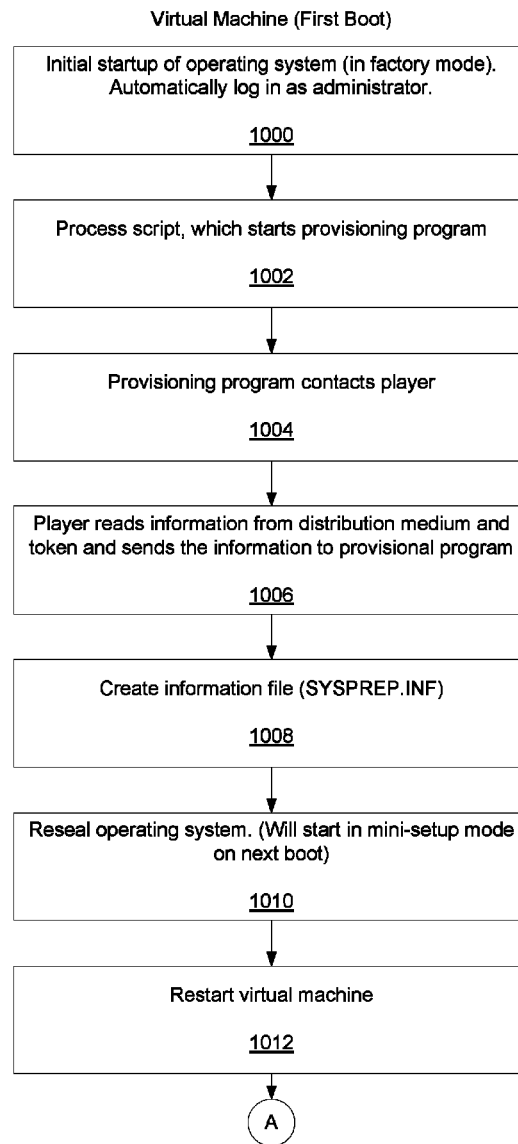 Virtual Machine (First Boot)
Initial startup of operating system (in factory mode).
Automatically log in as administrator.
1000
Process script, which starts provisioning program
1002
Provisioning program contacts player
1004
Player reads information from distribution medium and
token and sends the information to provisional program
1006
Create information file (SYSPREP.INF)
1008
Reseal operating system. (Will start in mini-setup mode
on next boot)
1010
Restart virtual machine
1012
A